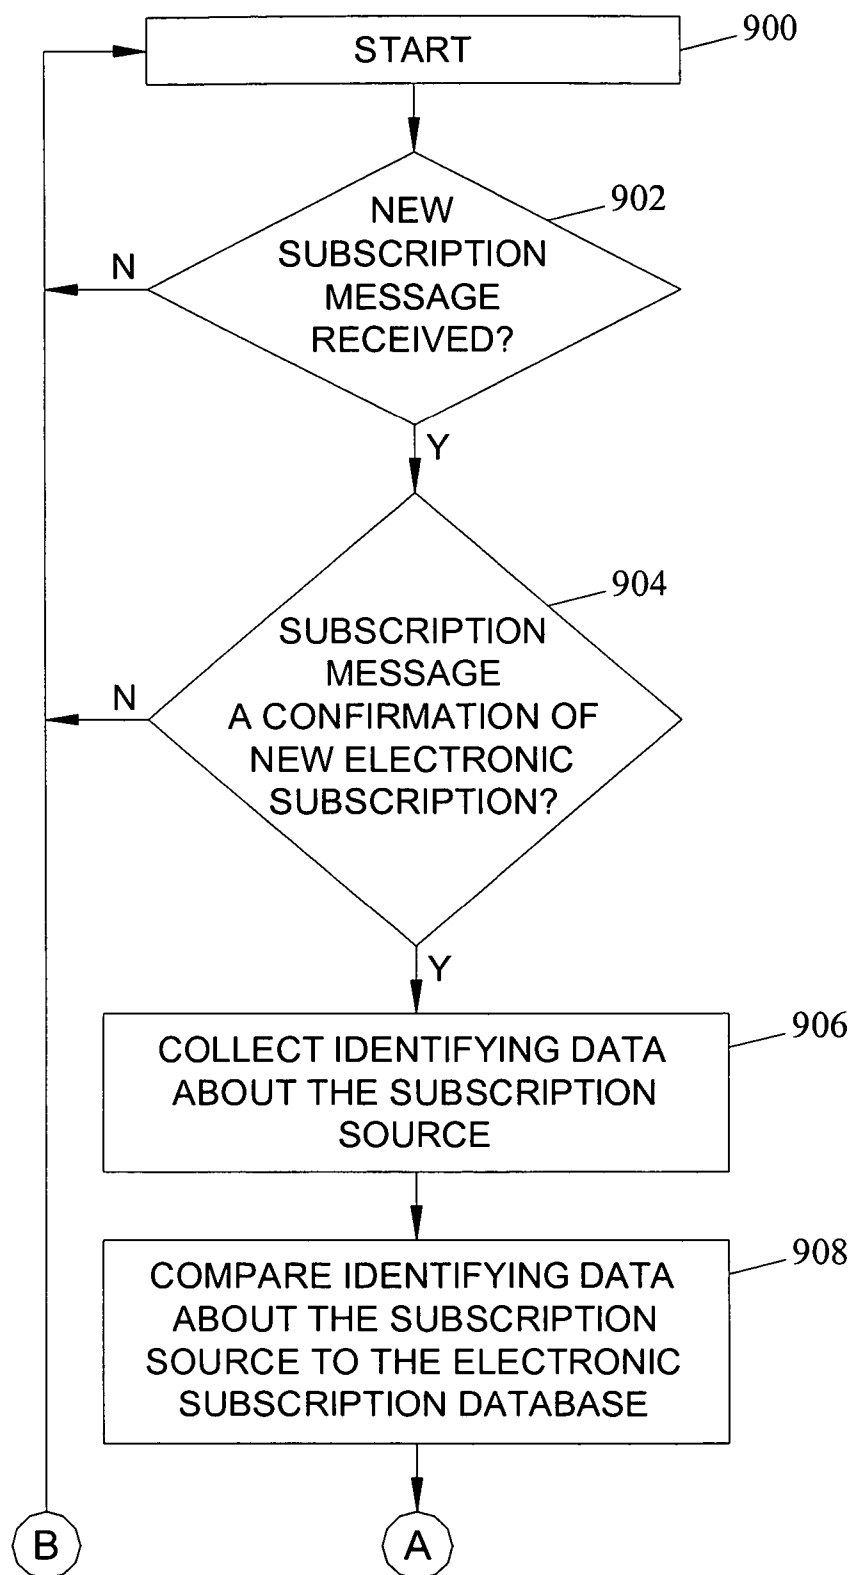 START
900
NEW
SUBSCRIPTION
MESSAGE
RECEIVED?
902
N
Y
SUBSCRIPTION
MESSAGE
A CONFIRMATION OF
NEW ELECTRONIC
SUBSCRIPTION?
904
N
Y
COLLECT IDENTIFYING DATA
ABOUT THE SUBSCRIPTION
SOURCE
906
COMPARE IDENTIFYING DATA
ABOUT THE SUBSCRIPTION
SOURCE TO THE ELECTRONIC
SUBSCRIPTION DATABASE
908
B
A